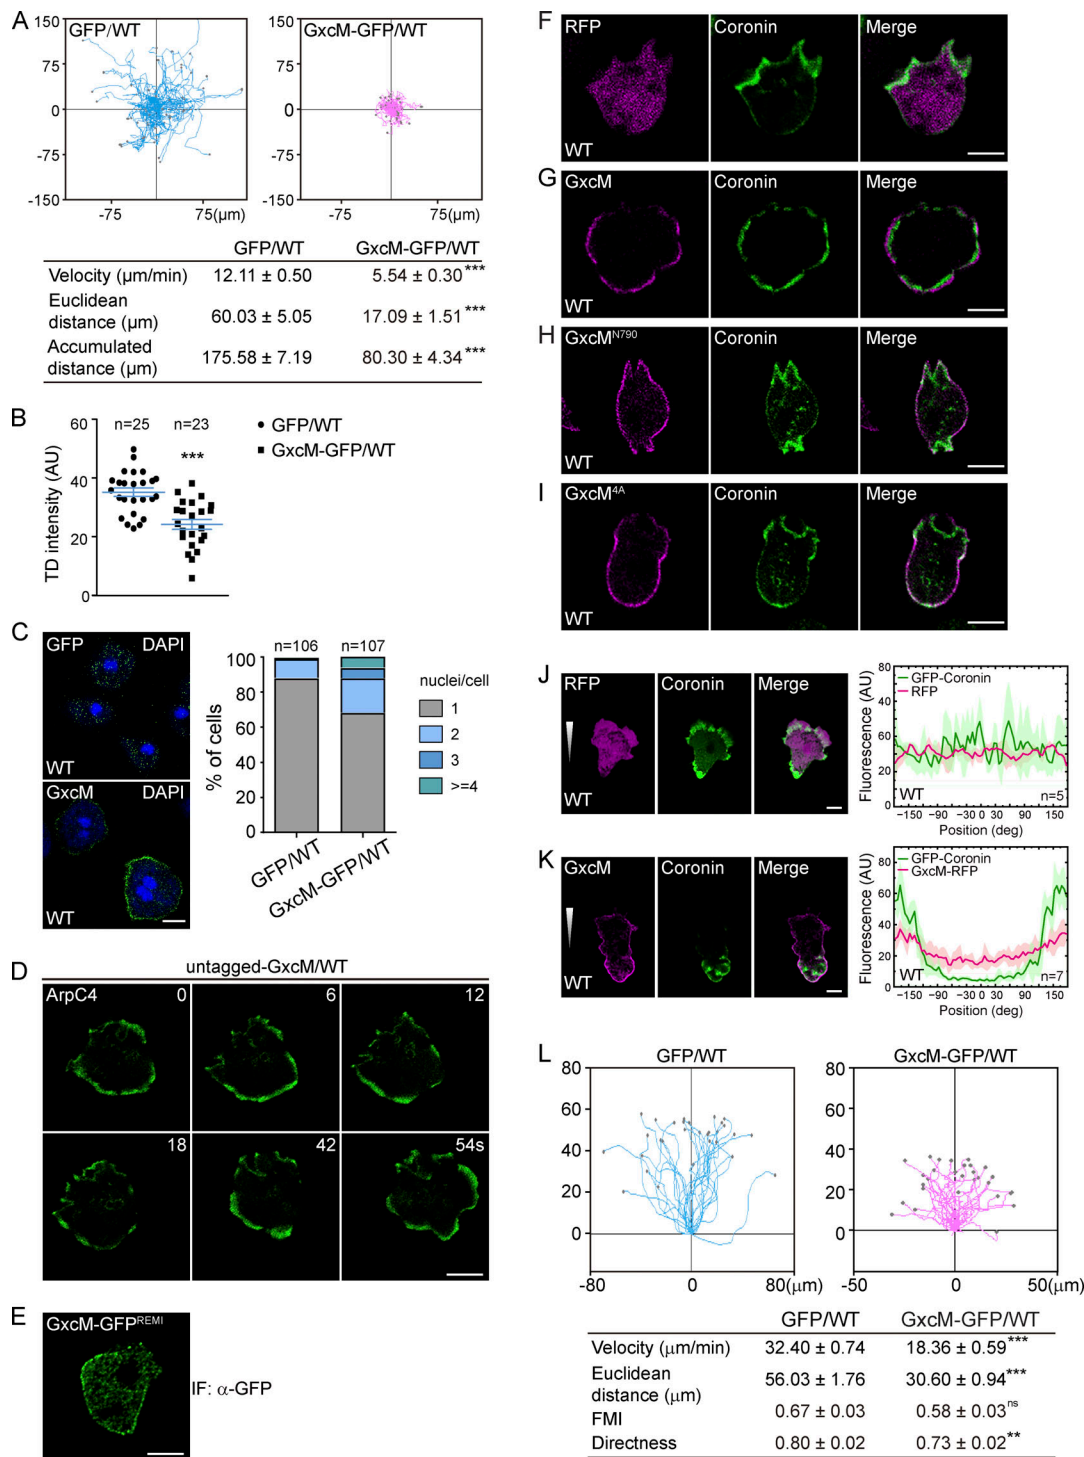 A
GFP/WT
GxcM-GFP/WT
150
75
0
-75
-150
-75
75(μm)
150
75
0
-75
-150
-75
75(μm)
GFP/WT GxcM-GFP/WT
Velocity (μm/min) 12.11 ± 0.50 5.54 ± 0.30***
Euclidean
distance (μm) 60.03 ± 5.05 17.09 ± 1.51***
Accumulated
distance (μm) 175.58 ± 7.19 80.30 ± 4.34***
B
TD intensity (AU)
60
40
20
0
n=25 n=23
***
GFP/WT
GxcM-GFP/WT
C
GFP DAPI
WT
GxcM DAPI
WT
n=106 n=107
% of cells
100
80
60
40
20
0
GFP/WT
GxcM-GFP/WT
nuclei/cell
1
2
3
>=4
D
untagged-GxcM/WT
ArpC4 0 6 12
18 42 54s
E
GxcM-GFP^REMI
IF: α-GFP
F
RFP Coronin Merge
WT
G
GxcM Coronin Merge
WT
H
GxcM^N790 Coronin Merge
WT
I
GxcM^4A Coronin Merge
WT
J
RFP Coronin Merge
WT
Fluorescence (AU)
80
60
40
20
0
GFP-Coronin
RFP
WT n=5
-150 -90 -30 0 30 90 150
Position (deg)
K
GxcM Coronin Merge
WT
Fluorescence (AU)
80
60
40
20
0
GFP-Coronin
GxcM-RFP
WT n=7
-150 -90 -30 0 30 90 150
Position (deg)
L
GFP/WT
80
60
40
20
0
-80 0 80(μm)
GxcM-GFP/WT
80
60
40
20
0
-50 0 50(μm)
GFP/WT GxcM-GFP/WT
Velocity (μm/min) 32.40 ± 0.74 18.36 ± 0.59***
Euclidean
distance (μm) 56.03 ± 1.76 30.60 ± 0.94***
FMI 0.67 ± 0.03 0.58 ± 0.03^ns
Directness 0.80 ± 0.02 0.73 ± 0.02**